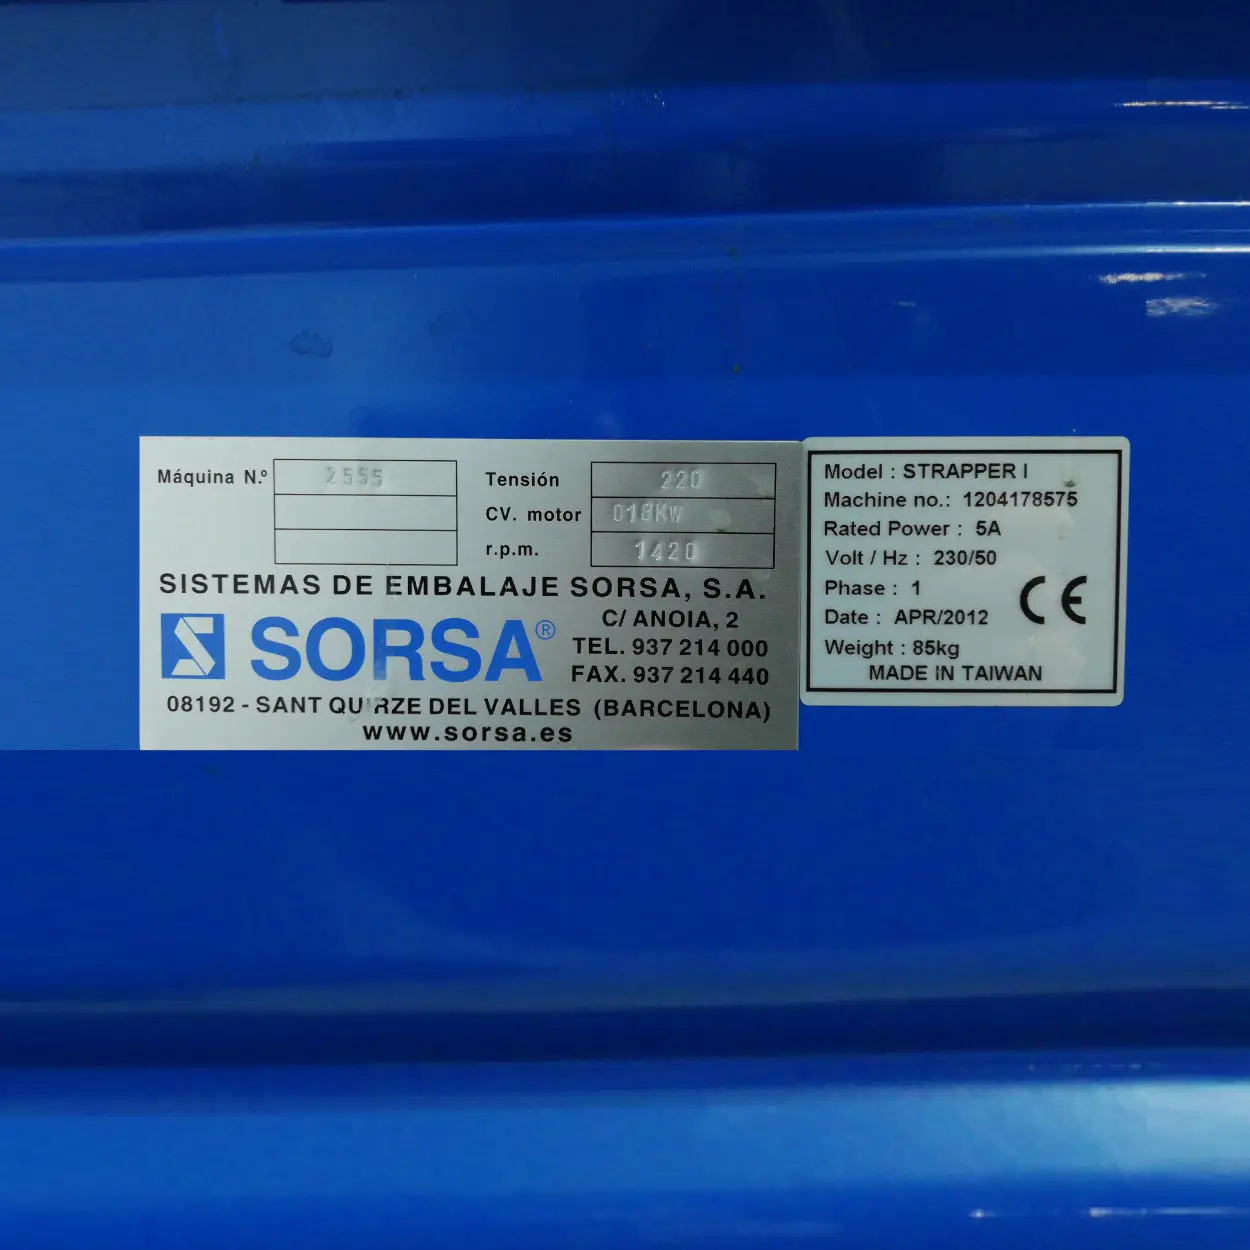 Máquina N.º 2555
Tensión 220
CV. motor 018KW
r.p.m. 1420
SISTEMAS DE EMBALAJE SORSA, S.A.
SORSA®
C/ ANOIA, 2
TEL. 937 214 000
FAX. 937 214 440
08192 - SANT QUIRZE DEL VALLES (BARCELONA)
www.sorsa.es
Model : STRAPPER I
Machine no.: 1204178575
Rated Power : 5A
Volt / Hz : 230/50
Phase : 1
Date : APR/2012
Weight : 85kg
MADE IN TAIWAN
CE